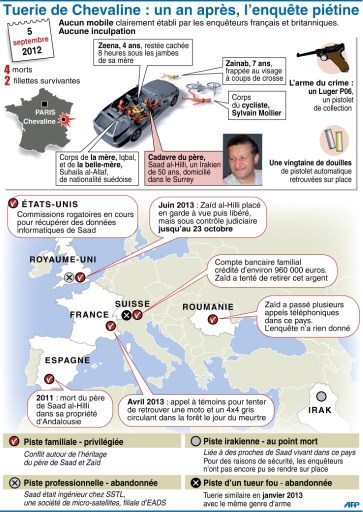 Tuerie de Chevaline : un an après, l'enquête piétine
5
septembre
2012
Aucun mobile clairement établi par les enquêteurs français et britanniques.
Aucune inculpation
4 morts
2 fillettes survivantes
PARIS
Chevaline
Zeena, 4 ans, restée cachée
8 heures sous les jambes
de sa mère
Zainab, 7 ans,
frappée au visage
à coups de crosse
Corps
du cycliste,
Sylvain Mollier
L'arme du crime :
un Luger P06,
un pistolet
de collection
Corps de la mère, Iqbal,
et de la belle-mère,
Suhaila al-Allaf,
de nationalité suédoise
Cadavre du père,
Saad al-Hilli, un Irakien
de 50 ans, domicilié
dans le Surrey
Une vingtaine de douilles
de pistolet automatique
retrouvées sur place
ÉTATS-UNIS
Commissions rogatoires en cours
pour récupérer des données
informatiques de Saad
Juin 2013 : Zaïd al-Hilli placé
en garde à vue puis libéré,
mais sous contrôle judiciaire
jusqu'au 23 octobre
ROYAUME-UNI
Compte bancaire familial
crédité d'environ 960 000 euros.
Zaïd a tenté de retirer cet argent
SUISSE
FRANCE
ROUMANIE
Zaïd a passé plusieurs
appels téléphoniques
dans ce pays.
L'enquête n'a rien donné
ESPAGNE
2011 : mort du père
de Saad al-Hilli
dans sa propriété
d'Andalousie
Avril 2013 : appel à témoins pour tenter
de retrouver une moto et un 4x4 gris
circulant dans la forêt le jour du meurtre
IRAK
Piste familiale - privilégiée
Conflit autour de l'héritage
du père de Saad et Zaïd
Piste irakienne - au point mort
Liée à des proches de Saad vivant dans ce pays
Pour des raisons de sécurité, les enquêteurs
n'ont pas encore pu se rendre sur place
Piste professionnelle - abandonnée
Saad était ingénieur chez SSTL,
une société de micro-satellites, filiale d'EADS
Piste d'un tueur fou - abandonnée
Tuerie similaire en janvier 2013
avec le même genre d'arme
AFP